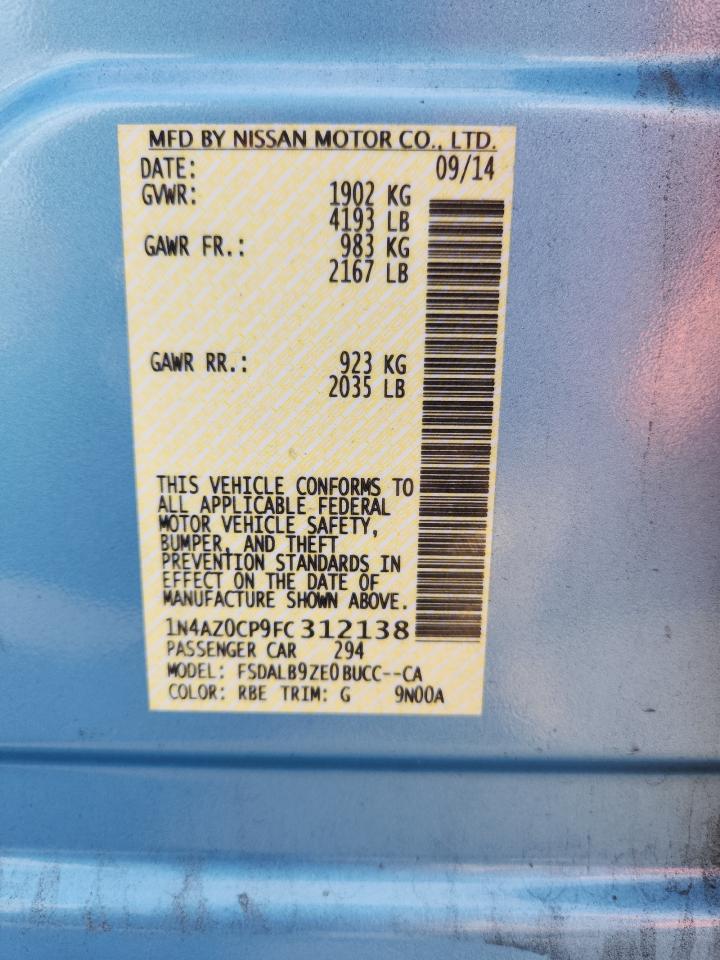 MFD BY NISSAN MOTOR CO., LTD.
DATE: 09/14
GVWR: 1902 KG
4193 LB
GAWR FR.: 983 KG
2167 LB
GAWR RR.: 923 KG
2035 LB
THIS VEHICLE CONFORMS TO
ALL APPLICABLE FEDERAL
MOTOR VEHICLE SAFETY,
BUMPER, AND THEFT
PREVENTION STANDARDS IN
EFFECT ON THE DATE OF
MANUFACTURE SHOWN ABOVE.
1N4AZ0CP9FC312138
PASSENGER CAR 294
MODEL: FSDALB9ZE0BUCC--CA
COLOR: RBE TRIM: G 9N00A